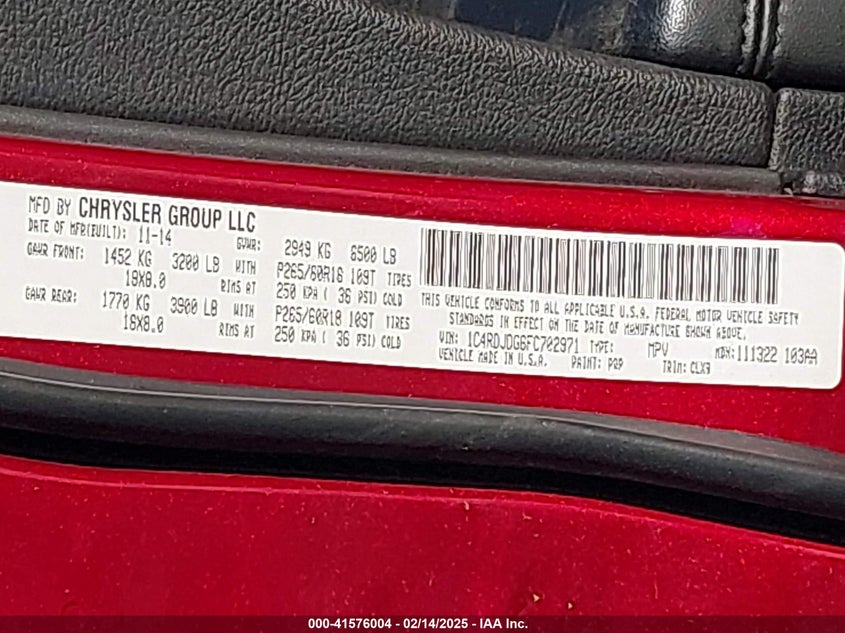 MFD BY CHRYSLER GROUP LLC
DATE OF MFR(BUILT): 11-14 GVWR: 2949 KG 6500 LB
GAWR FRONT: 1452 KG 3200 LB WITH P265/60R18 109T TIRES
18X8.0 RIMS AT 250 KPA ( 36 PSI) COLD
GAWR REAR: 1770 KG 3900 LB WITH P265/60R18 109T TIRES
18X8.0 RIMS AT 250 KPA ( 36 PSI) COLD
THIS VEHICLE CONFORMS TO ALL APPLICABLE U.S.A. FEDERAL MOTOR VEHICLE SAFETY
STANDARDS IN EFFECT ON THE DATE OF MANUFACTURE SHOWN ABOVE.
VIN: 1C4RDJDG6FC702971 TYPE: MPV MDH: 111322 103AA
VEHICLE MADE IN U.S.A. PAINT: PRP TRIM: CLX9
000-41576004 - 02/14/2025 - IAA Inc.